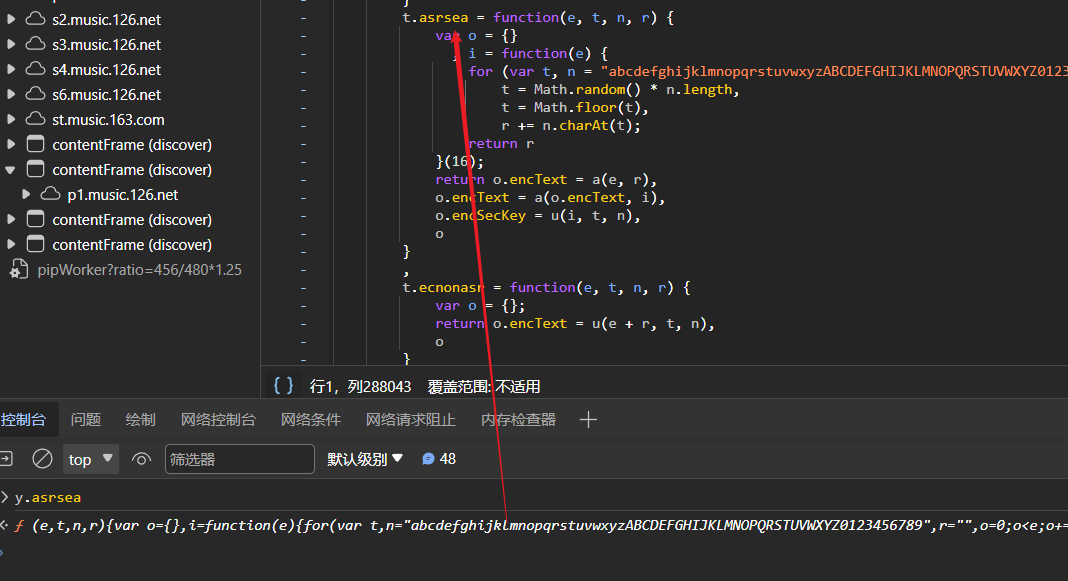 s2.music.126.net
s3.music.126.net
s4.music.126.net
s6.music.126.net
st.music.163.com
contentFrame (discover)
contentFrame (discover)
p1.music.126.net
contentFrame (discover)
contentFrame (discover)
pipWorker?ratio=456/480*1.25
}
t.asrsea = function(e, t, n, r) {
var o = {}
, i = function(e) {
for (var t, n = "abcdefghijklmnopqrstuvwxyzABCDEFGHIJKLMNOPQRSTUVWXYZ0123
t = Math.random() * n.length,
t = Math.floor(t),
r += n.charAt(t);
return r
}(16);
return o.encText = a(e, r),
o.encText = a(o.encText, i),
o.encSecKey = u(i, t, n),
o
}
,
t.ecnonasr = function(e, t, n, r) {
var o = {};
return o.encText = u(e + r, t, n),
o
}
{ } 行1，列288043 覆盖范围: 不适用
控制台 问题 绘制 网络控制台 网络条件 网络请求阻止 内存检查器
top 筛选器 默认级别 48
y.asrsea
ƒ (e,t,n,r){var o={},i=function(e){for(var t,n="abcdefghijklmnopqrstuvwxyzABCDEFGHIJKLMNOPQRSTUVWXYZ0123456789",r="",o=0;o<e;o+=